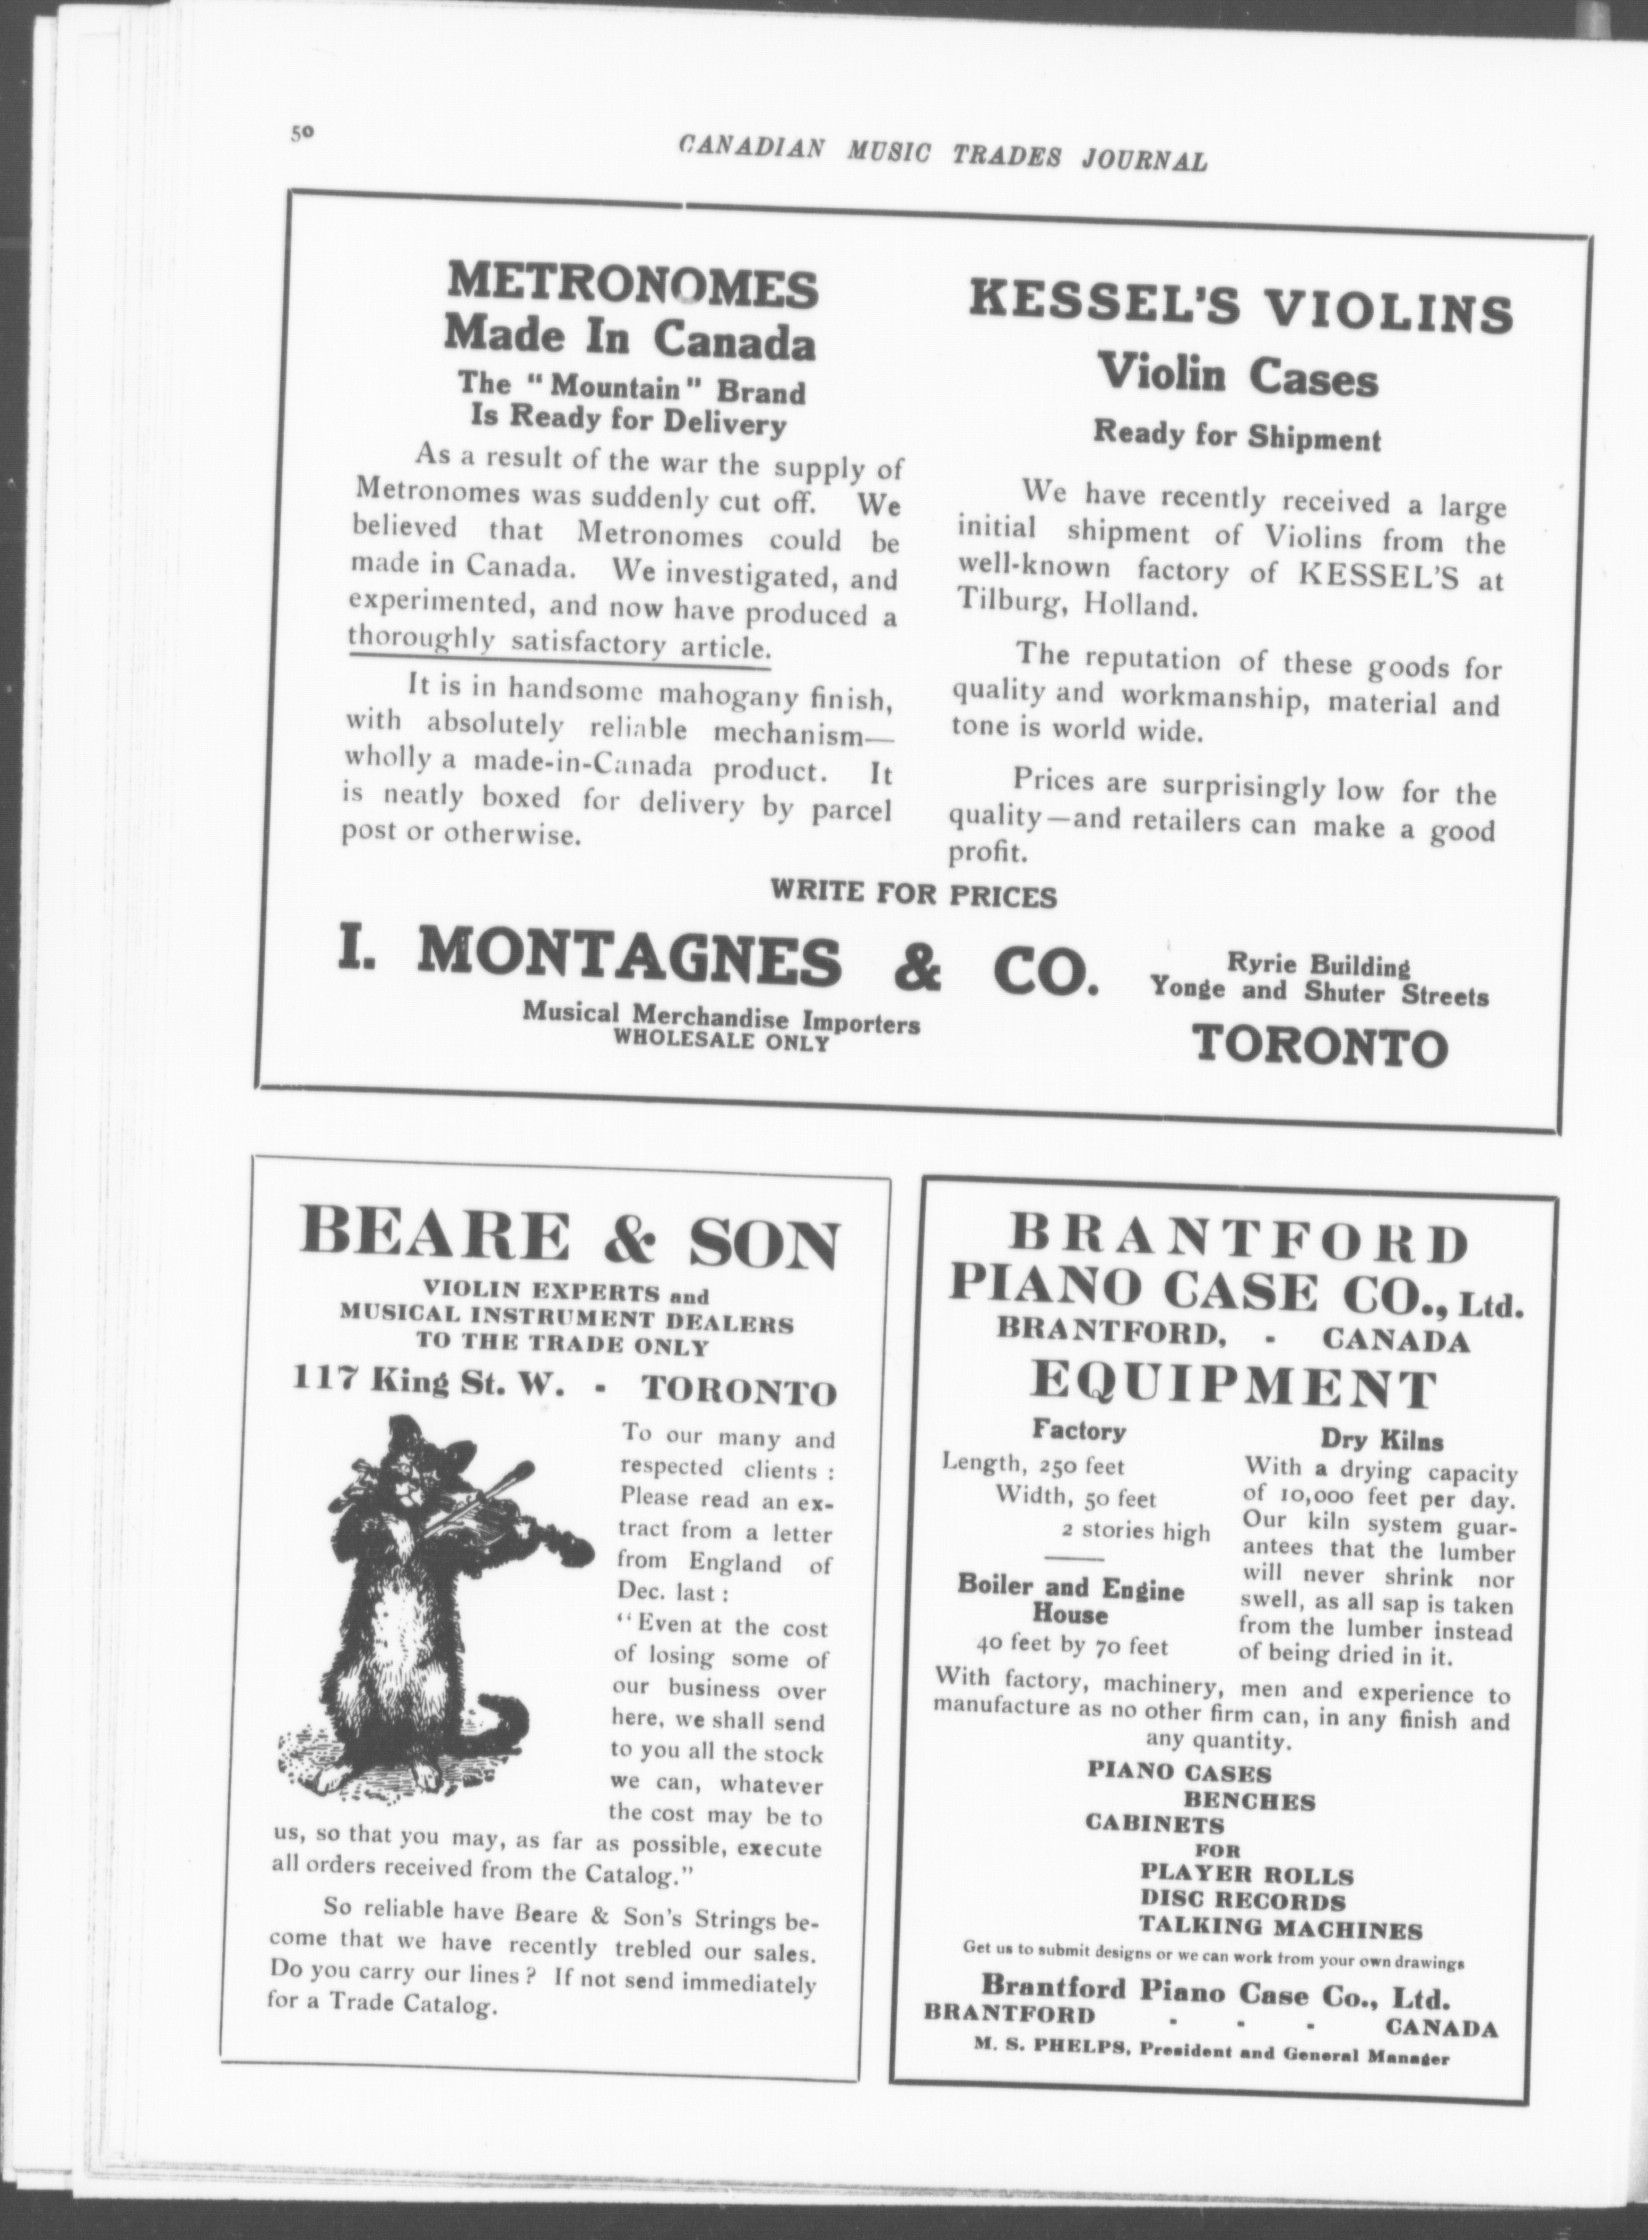 50
CANADIAN MUSIC TRADES JOURNAL
METRONOMES
Made In Canada
The "Mountain" Brand
Is Ready for Delivery
As a result of the war the supply of
Metronomes was suddenly cut off. We
believed that Metronomes could be
made in Canada. We investigated, and
experimented, and now have produced a
thoroughly satisfactory article.
It is in handsome mahogany finish,
with absolutely reliable mechanism—
wholly a made-in-Canada product. It
is neatly boxed for delivery by parcel
post or otherwise.
KESSEL'S VIOLINS
Violin Cases
Ready for Shipment
We have recently received a large
initial shipment of Violins from the
well-known factory of KESSEL'S at
Tilburg, Holland.
The reputation of these goods for
quality and workmanship, material and
tone is world wide.
Prices are surprisingly low for the
quality—and retailers can make a good
profit.
WRITE FOR PRICES
I. MONTAGNES & CO.
Musical Merchandise Importers
WHOLESALE ONLY
Ryrie Building
Yonge and Shuter Streets
TORONTO
BEARE & SON
VIOLIN EXPERTS and
MUSICAL INSTRUMENT DEALERS
TO THE TRADE ONLY
117 King St. W. - TORONTO
To our many and
respected clients :
Please read an ex-
tract from a letter
from England of
Dec. last :
"Even at the cost
of losing some of
our business over
here, we shall send
to you all the stock
we can, whatever
the cost may be to
us, so that you may, as far as possible, execute
all orders received from the Catalog."
So reliable have Beare & Son's Strings be-
come that we have recently trebled our sales.
Do you carry our lines? If not send immediately
for a Trade Catalog.
BRANTFORD
PIANO CASE CO., Ltd.
BRANTFORD, - CANADA
EQUIPMENT
Factory
Length, 250 feet
Width, 50 feet
2 stories high
Boiler and Engine
House
40 feet by 70 feet
Dry Kilns
With a drying capacity
of 10,000 feet per day.
Our kiln system guar-
antees that the lumber
will never shrink nor
swell, as all sap is taken
from the lumber instead
of being dried in it.
With factory, machinery, men and experience to
manufacture as no other firm can, in any finish and
any quantity.
PIANO CASES
BENCHES
CABINETS
FOR
PLAYER ROLLS
DISC RECORDS
TALKING MACHINES
Get us to submit designs or we can work from your own drawings
Brantford Piano Case Co., Ltd.
BRANTFORD - - - CANADA
M. S. PHELPS, President and General Manager